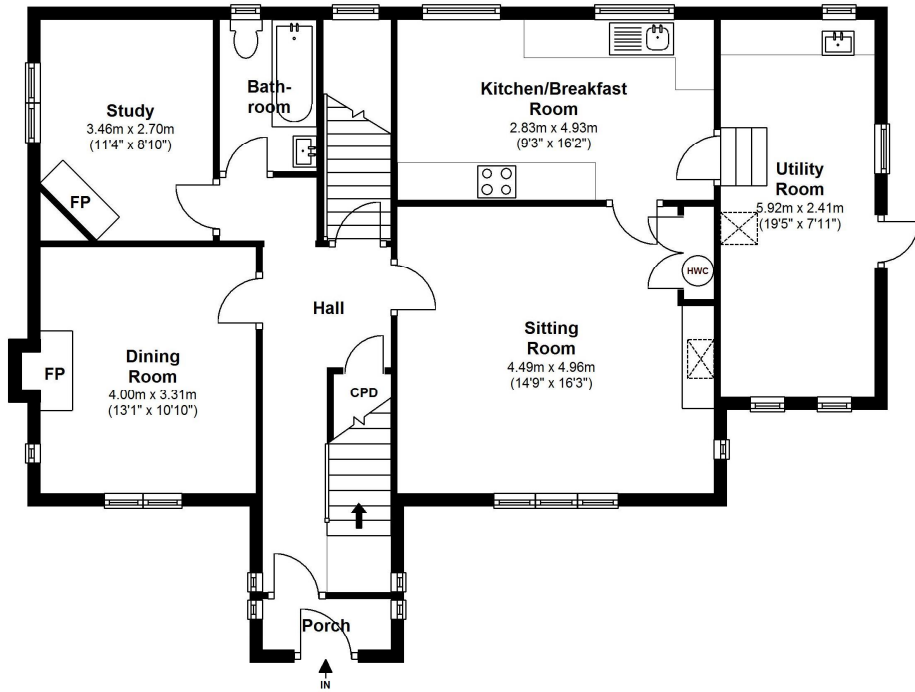 Study
3.46m x 2.70m
(11'4" x 8'10")
FP
Bath-
room
Kitchen/Breakfast
Room
2.83m x 4.93m
(9'3" x 16'2")
Utility
Room
5.92m x 2.41m
(19'5" x 7'11")
HWC
Hall
Sitting
Room
4.49m x 4.96m
(14'9" x 16'3")
Dining
Room
4.00m x 3.31m
(13'1" x 10'10")
FP
CPD
Porch
IN